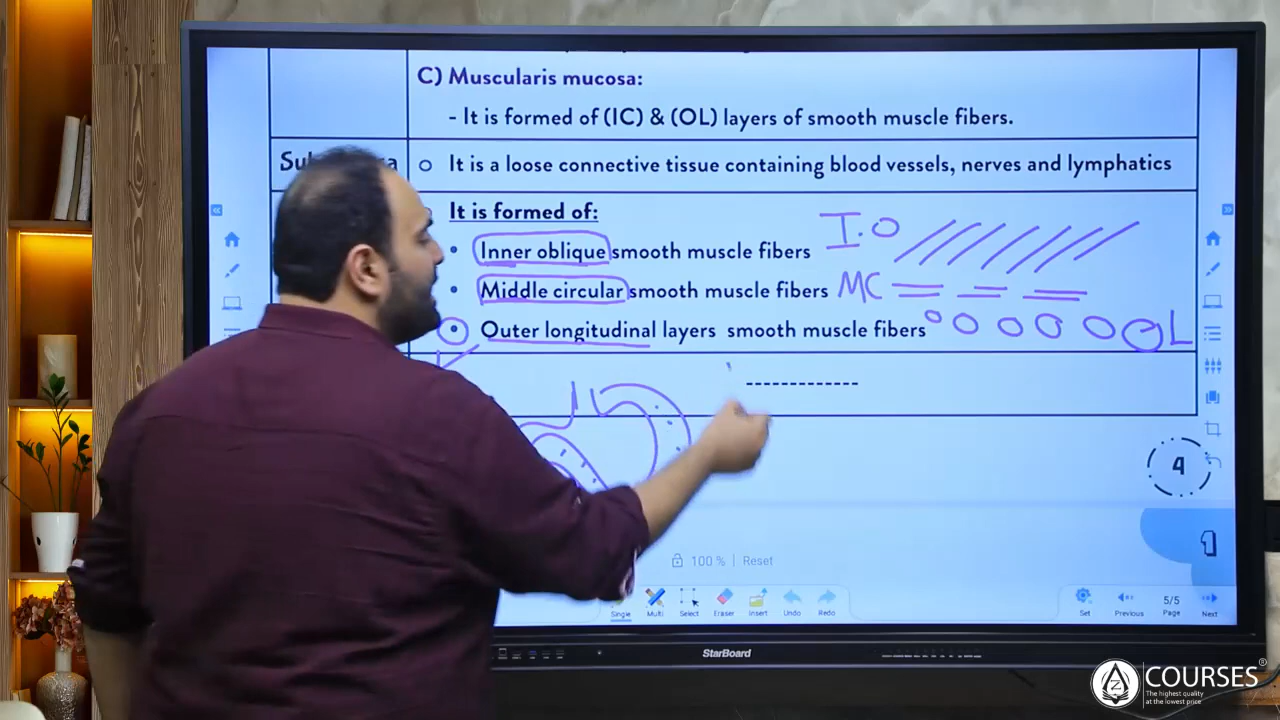 C) Muscularis mucosa:
- It is formed of (IC) & (OL) layers of smooth muscle fibers.
It is a loose connective tissue containing blood vessels, nerves and lymphatics
It is formed of:
• Inner oblique smooth muscle fibers I.O
• Middle circular smooth muscle fibers MC
• Outer longitudinal layers smooth muscle fibers OL
-------------
4
100 % | Reset
Single Multi Select Eraser Insert Undo Redo
Set Previous 5/5 Page Next
StarBoard
COURSES®
The highest quality
at the lowest price